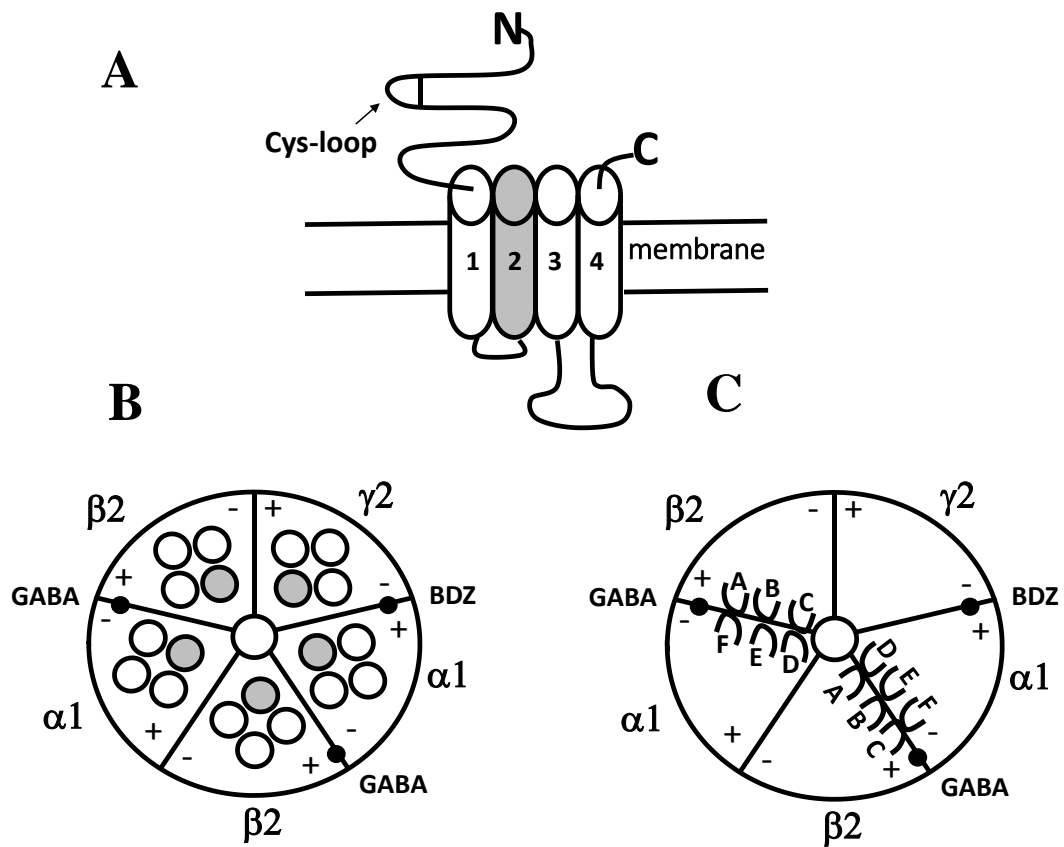 A
N
Cys-loop
C
1 2 3 4
membrane
B
C
β2
γ2
- +
GABA
+
-
-
+
BDZ
α1
α1
+
-
-
+
GABA
β2
β2
γ2
- +
GABA
+
-
A B C
F E D
-
+
BDZ
α1
α1
D E F
A B C
+
-
-
+
GABA
β2